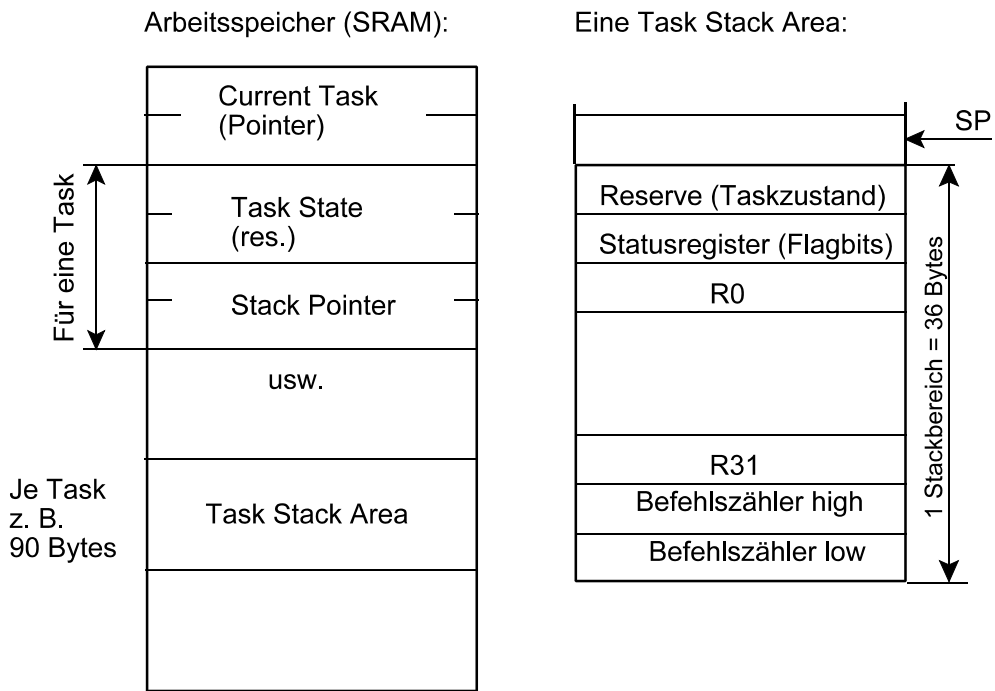 Arbeitsspeicher (SRAM):
Current Task
(Pointer)
Für eine Task
Task State
(res.)
Stack Pointer
usw.
Je Task
z. B.
90 Bytes
Task Stack Area
Eine Task Stack Area:
SP
Reserve (Taskzustand)
Statusregister (Flagbits)
R0
R31
Befehlszähler high
Befehlszähler low
1 Stackbereich = 36 Bytes